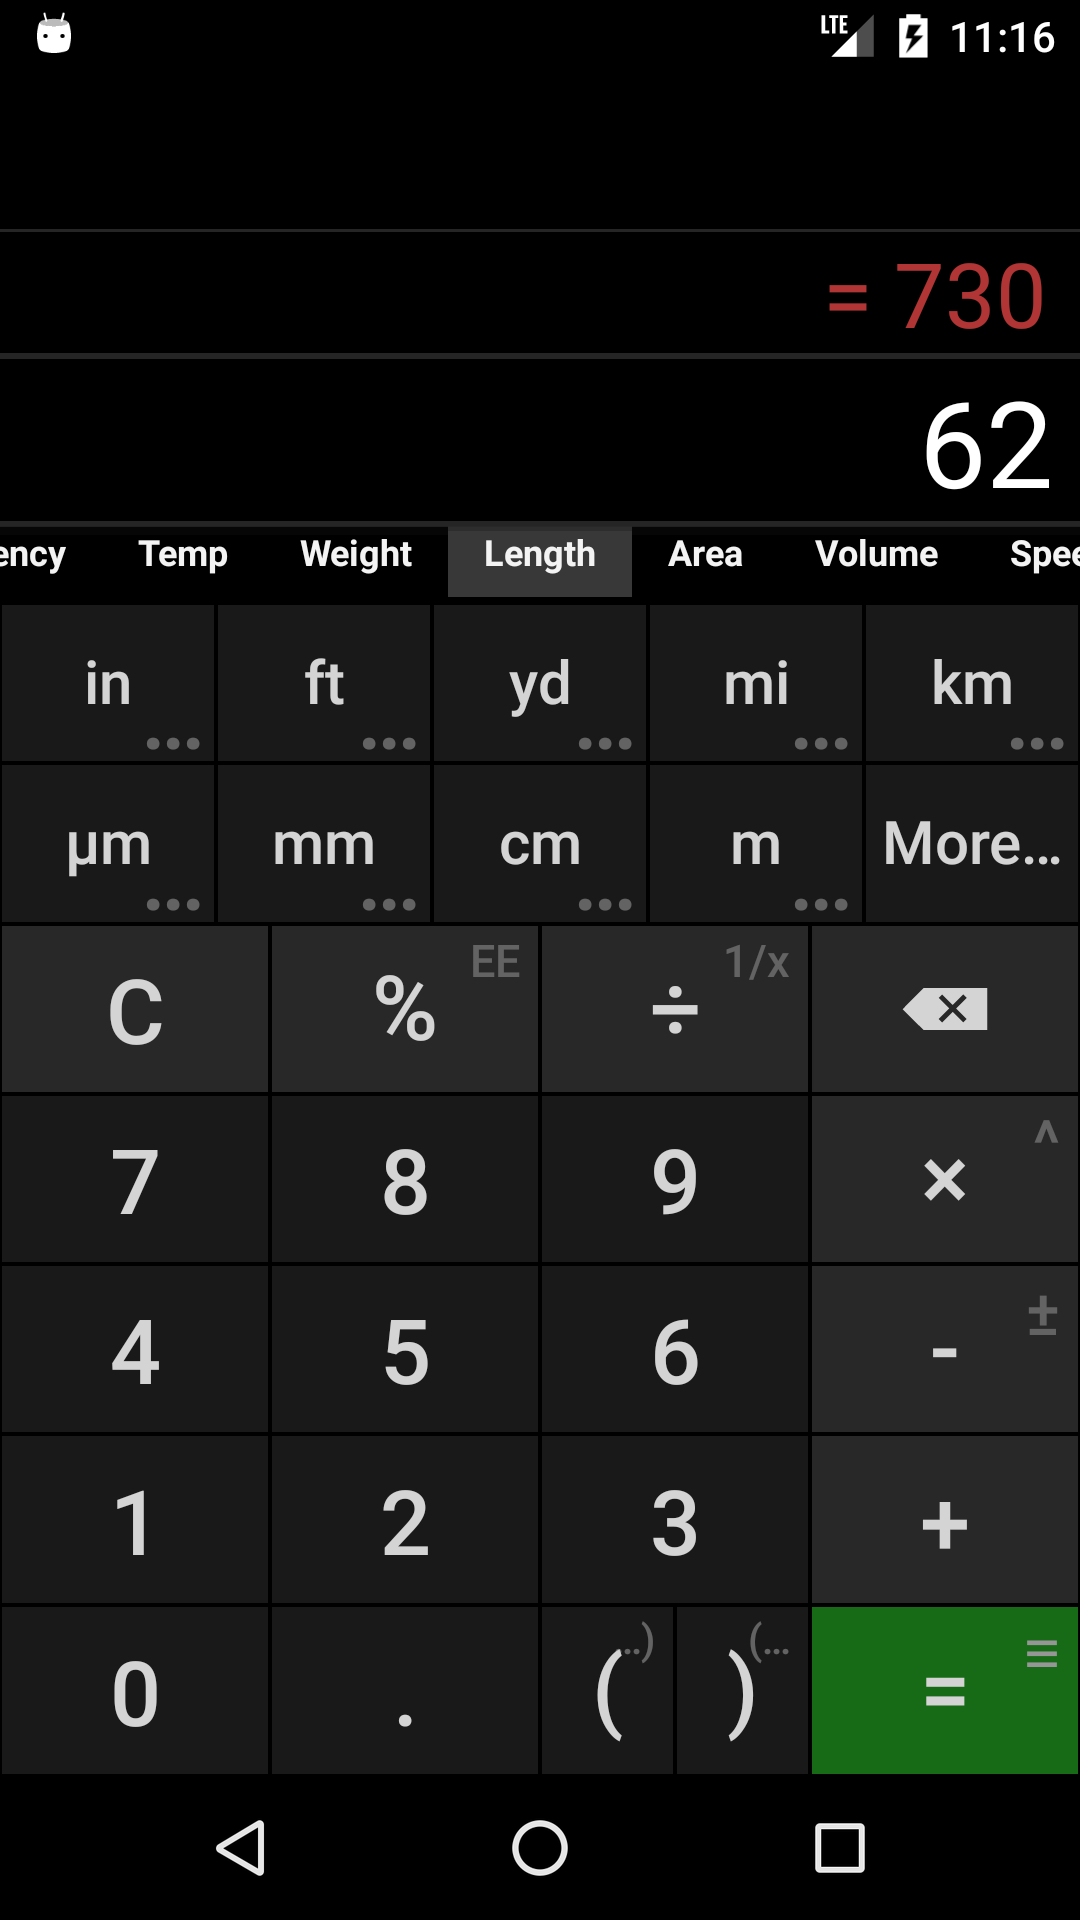 LTE 11:16
= 730
62
ency Temp Weight Length Area Volume Spee
in ft yd mi km
µm mm cm m More...
C % EE ÷ 1/x
7 8 9 × ^
4 5 6 - ±
1 2 3 +
0 . ( ..) ) (... =